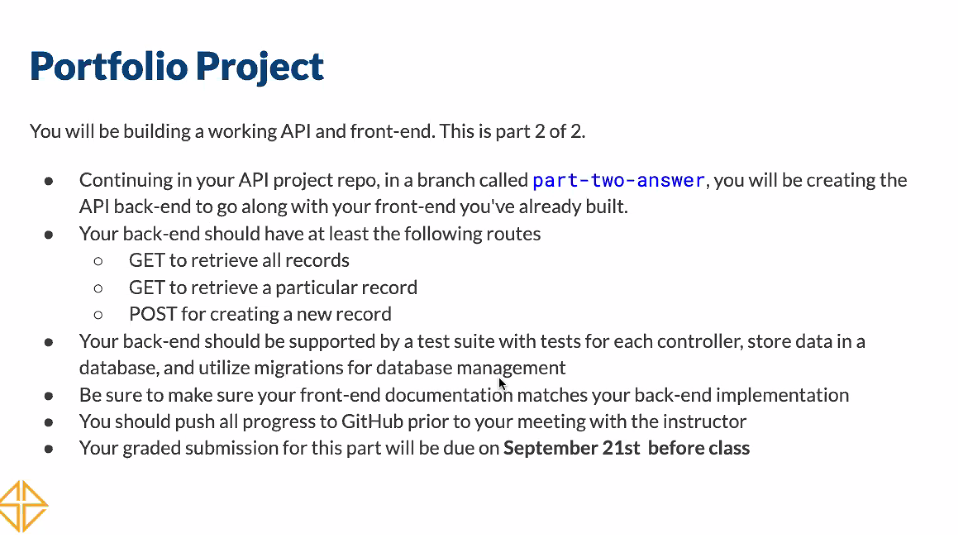 Portfolio Project
You will be building a working API and front-end. This is part 2 of 2.
● Continuing in your API project repo, in a branch called part-two-answer, you will be creating the
API back-end to go along with your front-end you've already built.
● Your back-end should have at least the following routes
○ GET to retrieve all records
○ GET to retrieve a particular record
○ POST for creating a new record
● Your back-end should be supported by a test suite with tests for each controller, store data in a
database, and utilize migrations for database management
● Be sure to make sure your front-end documentation matches your back-end implementation
● You should push all progress to GitHub prior to your meeting with the instructor
● Your graded submission for this part will be due on September 21st before class